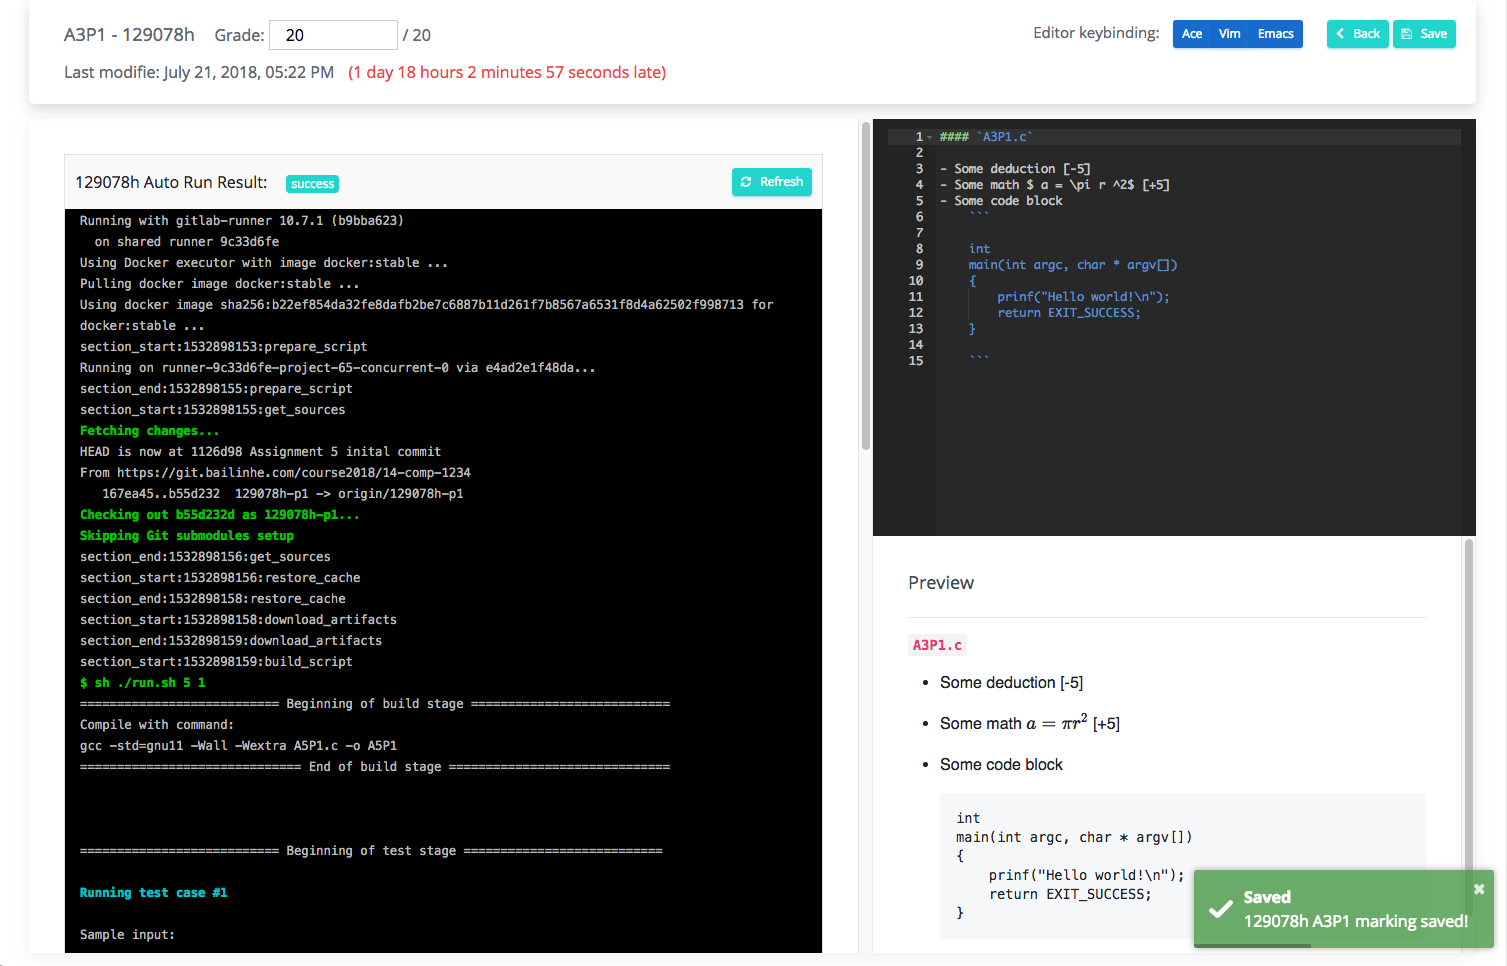 A3P1 - 129078h Grade: 20 / 20
Editor keybinding: Ace Vim Emacs Back Save
Last modifie: July 21, 2018, 05:22 PM (1 day 18 hours 2 minutes 57 seconds late)
129078h Auto Run Result: success Refresh
Running with gitlab-runner 10.7.1 (b9bba623)
on shared runner 9c33d6fe
Using Docker executor with image docker:stable ...
Pulling docker image docker:stable ...
Using docker image sha256:b22ef854da32fe8dafb2be7c6887b11d261f7b8567a6531f8d4a62502f998713 for
docker:stable ...
section_start:1532898153:prepare_script
Running on runner-9c33d6fe-project-65-concurrent-0 via e4ad2e1f48da...
section_end:1532898155:prepare_script
section_start:1532898155:get_sources
Fetching changes...
HEAD is now at 1126d98 Assignment 5 inital commit
From https://git.bailinhe.com/course2018/14-comp-1234
167ea45..b55d232  129078h-p1 -> origin/129078h-p1
Checking out b55d232d as 129078h-p1...
Skipping Git submodules setup
section_end:1532898156:get_sources
section_start:1532898156:restore_cache
section_end:1532898158:restore_cache
section_start:1532898158:download_artifacts
section_end:1532898159:download_artifacts
section_start:1532898159:build_script
$ sh ./run.sh 5 1
=========================== Beginning of build stage ===========================
Compile with command:
gcc -std=gnu11 -Wall -Wextra A5P1.c -o A5P1
============================== End of build stage ==============================
=========================== Beginning of test stage ===========================
Running test case #1
Sample input:
1 #### `A3P1.c`
2
3 - Some deduction [-5]
4 - Some math $ a = \pi r ^2$ [+5]
5 - Some code block
6 ```
7
8 int
9 main(int argc, char * argv[])
10 {
11 prinf("Hello world!\n");
12 return EXIT_SUCCESS;
13 }
14
15 ```
Preview
A3P1.c
• Some deduction [-5]
• Some math a = πr² [+5]
• Some code block
int
main(int argc, char * argv[])
{
prinf("Hello world!\n");
return EXIT_SUCCESS;
}
Saved
129078h A3P1 marking saved!